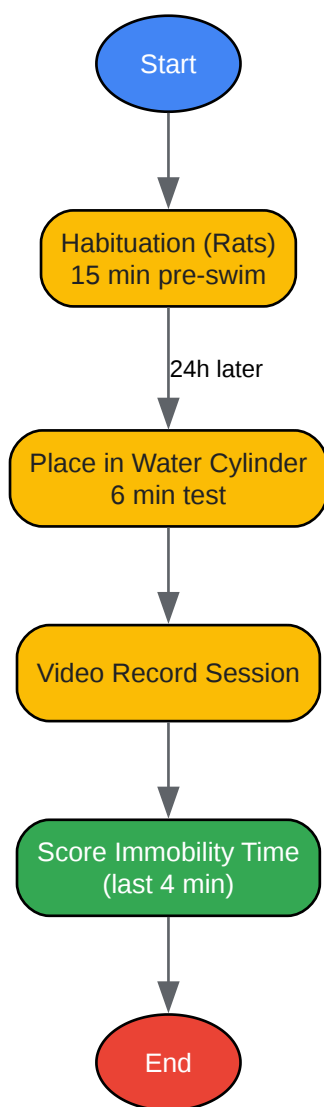 Start
Habituation (Rats)
15 min pre-swim
24h later
Place in Water Cylinder
6 min test
Video Record Session
Score Immobility Time
(last 4 min)
End